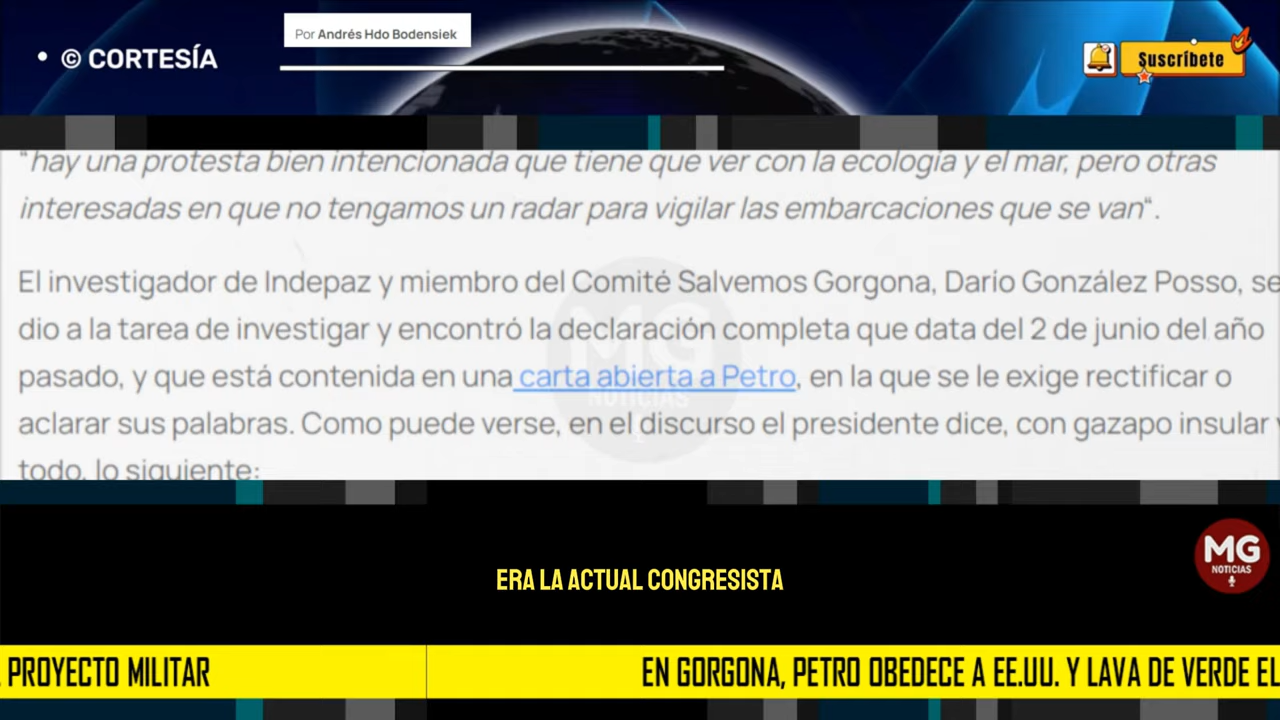 • © CORTESÍA
Por Andrés Hdo Bodensiek
Suscríbete
“hay una protesta bien intencionada que tiene que ver con la ecología y el mar, pero otras
interesadas en que no tengamos un radar para vigilar las embarcaciones que se van“.
El investigador de Indepaz y miembro del Comité Salvemos Gorgona, Darío González Posso, se
dio a la tarea de investigar y encontró la declaración completa que data del 2 de junio del año
pasado, y que está contenida en una carta abierta a Petro, en la que se le exige rectificar o
aclarar sus palabras. Como puede verse, en el discurso el presidente dice, con gazapo insular y
todo, lo siguiente:
MG
NOTICIAS
ERA LA ACTUAL CONGRESISTA
MG
NOTICIAS
PROYECTO MILITAR
EN GORGONA, PETRO OBEDECE A EE.UU. Y LAVA DE VERDE EL